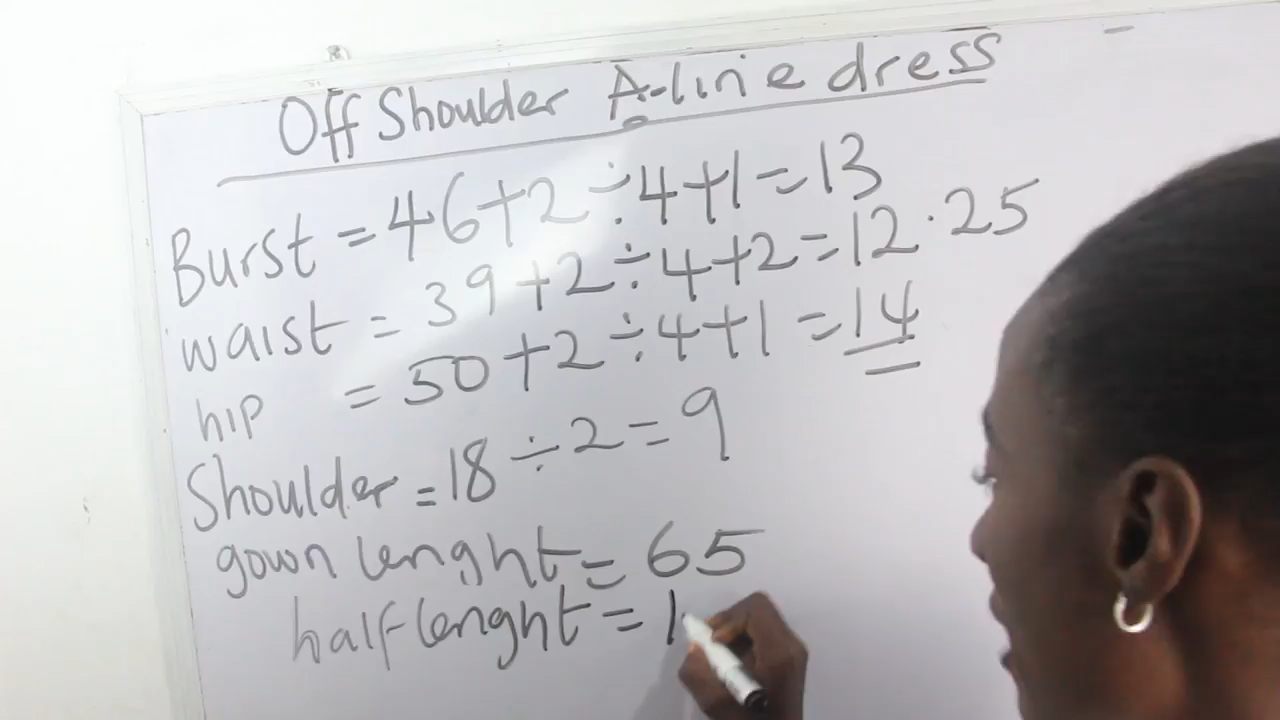 Off Shoulder A-line dress
Burst = 46+2÷4+1=13
waist = 39+2÷4+2=12.25
hip = 50+2÷4+1=14
Shoulder = 18÷2=9
gown lenght = 65
half lenght = 1